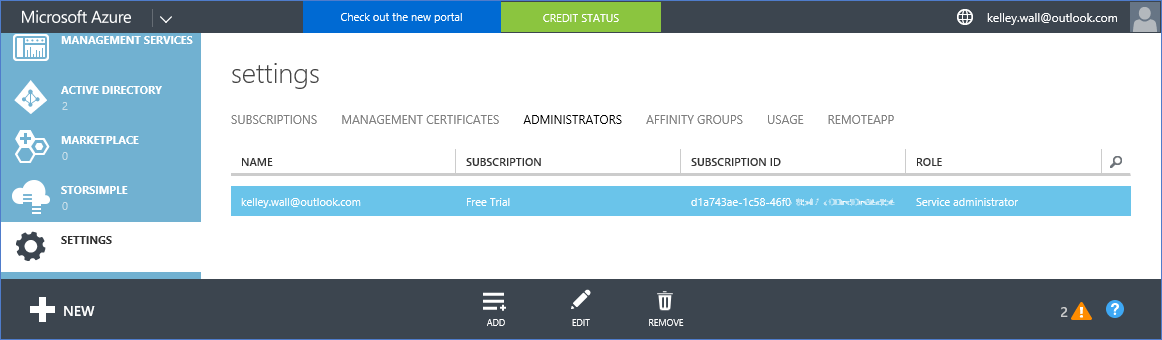 Microsoft Azure
Check out the new portal
CREDIT STATUS
kelley.wall@outlook.com
MANAGEMENT SERVICES
ACTIVE DIRECTORY
2
MARKETPLACE
0
STORSIMPLE
0
SETTINGS
settings
SUBSCRIPTIONS MANAGEMENT CERTIFICATES ADMINISTRATORS AFFINITY GROUPS USAGE REMOTEAPP
NAME SUBSCRIPTION SUBSCRIPTION ID ROLE
kelley.wall@outlook.com Free Trial d1a743ae-1c58-46f0- Service administrator
NEW
ADD
EDIT
REMOVE
2
?